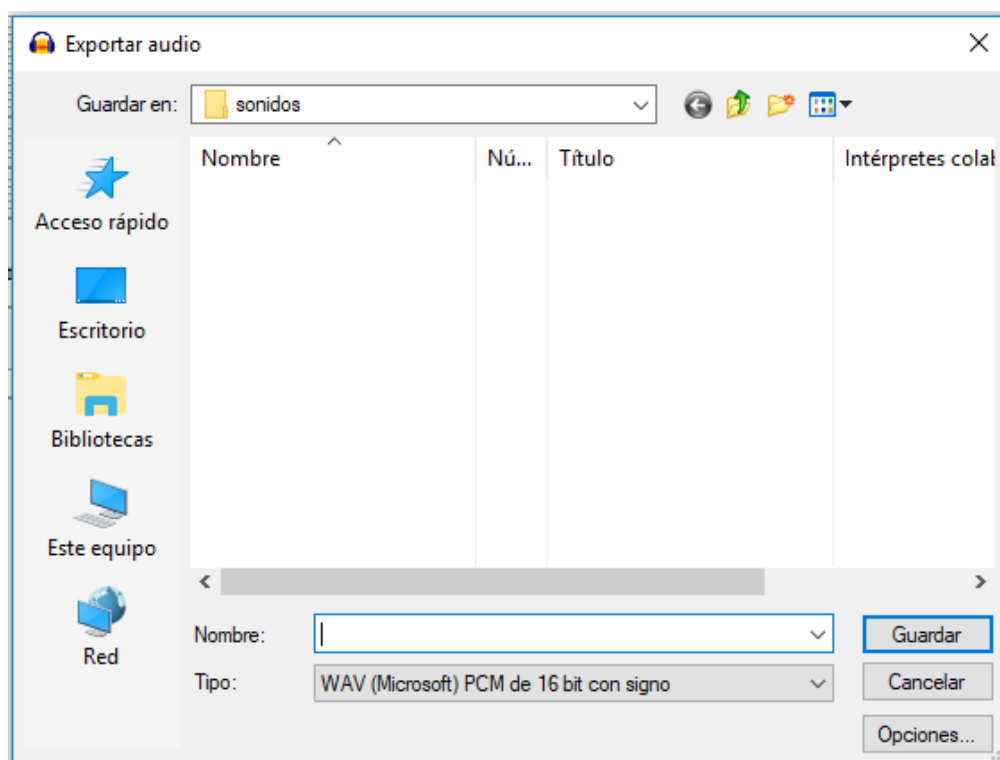 Exportar audio
Guardar en:
sonidos
Nombre
Nú...
Título
Intérpretes colab
Acceso rápido
Escritorio
Bibliotecas
Este equipo
Red
Nombre:
Guardar
Tipo:
WAV (Microsoft) PCM de 16 bit con signo
Cancelar
Opciones...